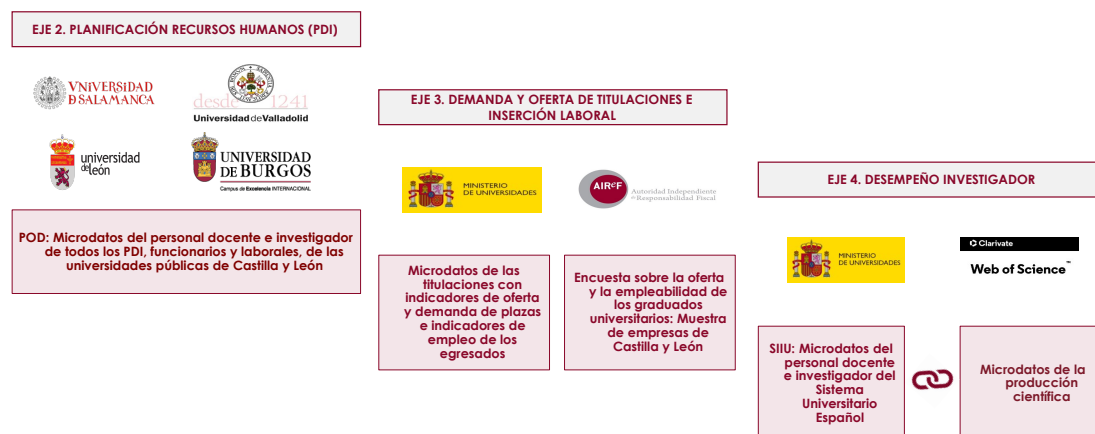 EJE 2. PLANIFICACIÓN RECURSOS HUMANOS (PDI)
VNiVERSiDAD
D SALAMANCA
desde 1241
Universidad de Valladolid
universidad
de león
UNIVERSIDAD
DE BURGOS
Campus de Excelencia INTERNACIONAL
POD: Microdatos del personal docente e investigador
de todos los PDI, funcionarios y laborales, de las
universidades públicas de Castilla y León
EJE 3. DEMANDA Y OFERTA DE TITULACIONES E
INSERCIÓN LABORAL
MINISTERIO
DE UNIVERSIDADES
AIReF
Autoridad Independiente
de Responsabilidad Fiscal
Microdatos de las
titulaciones con
indicadores de oferta
y demanda de plazas
e indicadores de
empleo de los
egresados
Encuesta sobre la oferta
y la empleabilidad de
los graduados
universitarios: Muestra
de empresas de
Castilla y León
EJE 4. DESEMPEÑO INVESTIGADOR
MINISTERIO
DE UNIVERSIDADES
Clarivate
Web of Science™
SIIU: Microdatos del
personal docente
e investigador del
Sistema
Universitario
Español
Microdatos de la
producción
científica